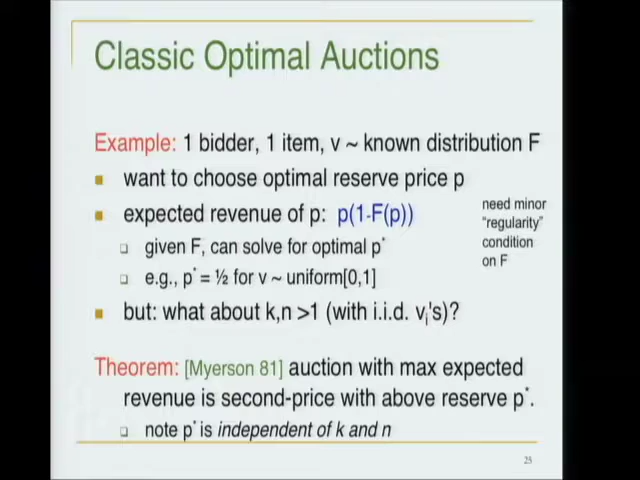 Classic Optimal Auctions
Example: 1 bidder, 1 item, v ~ known distribution F
want to choose optimal reserve price p
expected revenue of p: p(1-F(p))
given F, can solve for optimal p*
e.g., p* = ½ for v ~ uniform[0,1]
need minor
"regularity"
condition
on F
but: what about k,n >1 (with i.i.d. vi's)?
Theorem: [Myerson 81] auction with max expected
revenue is second-price with above reserve p*.
note p* is independent of k and n
25